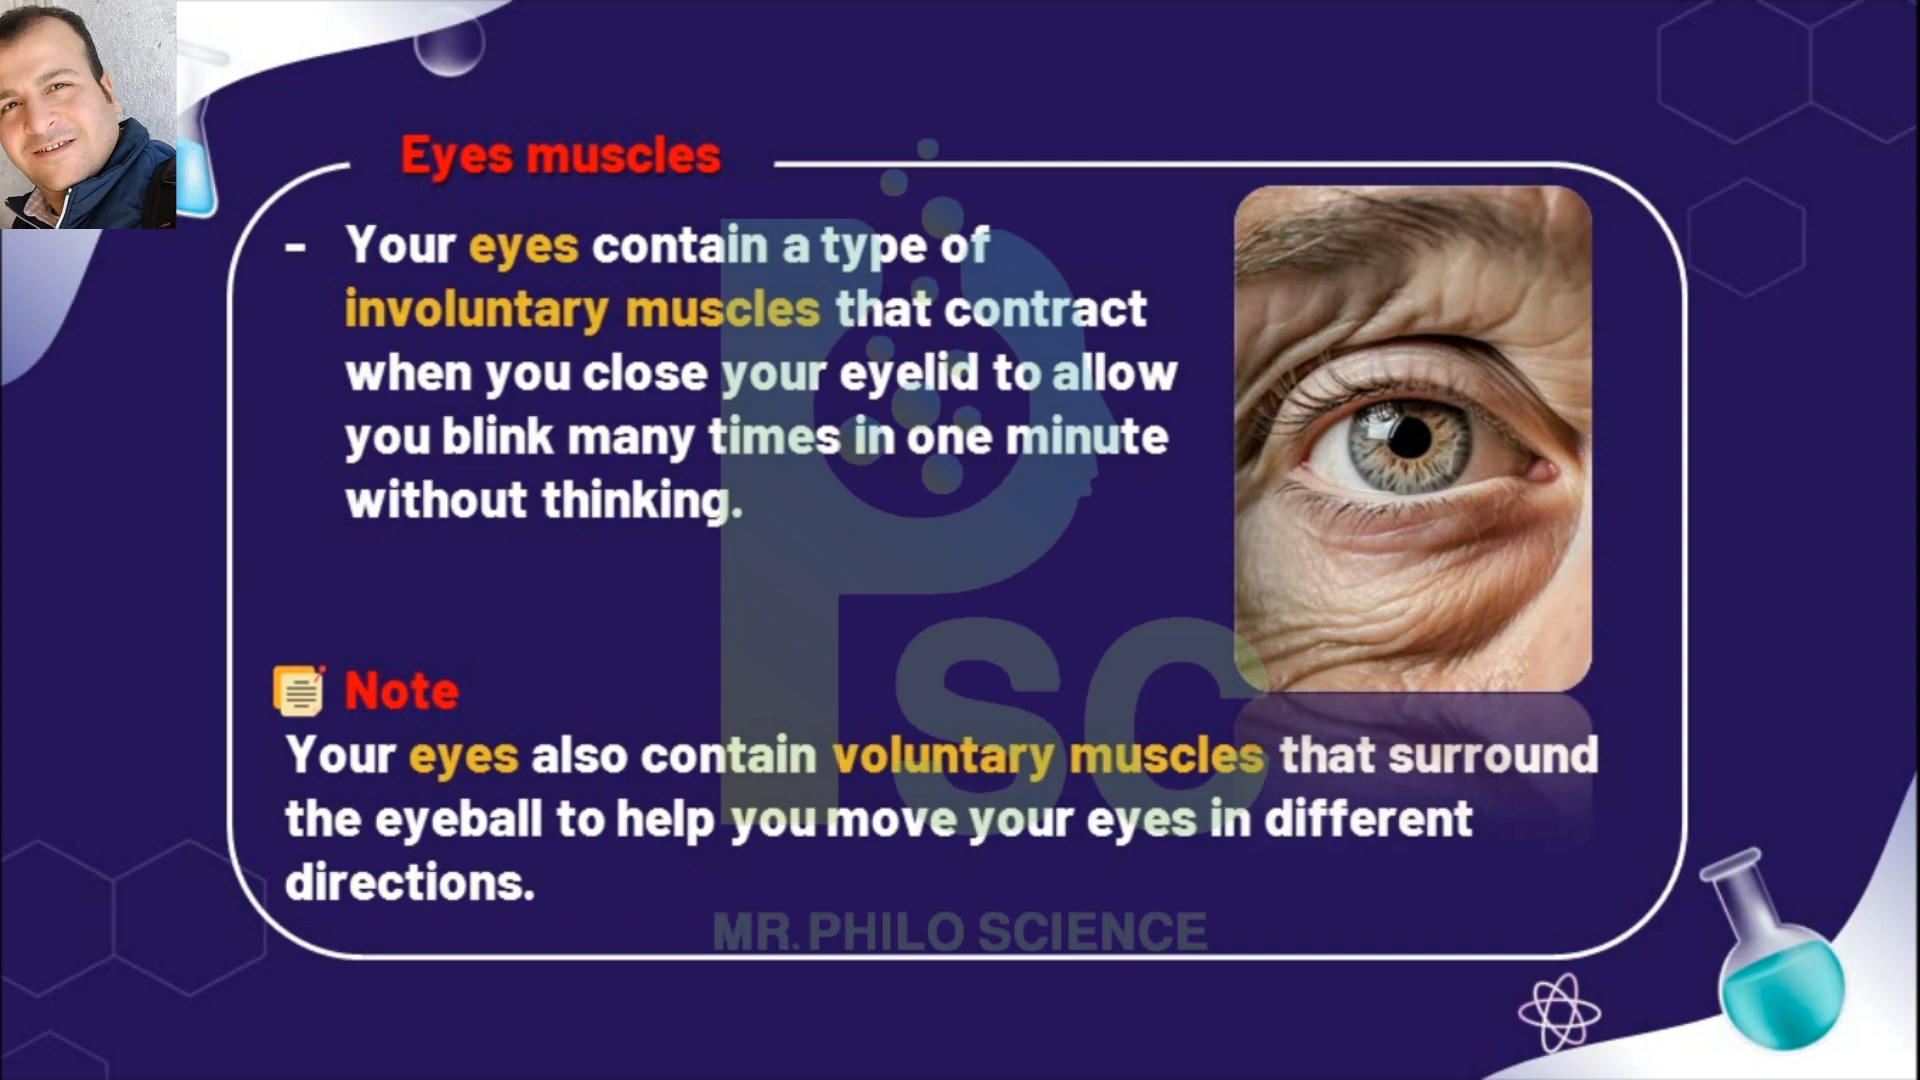 Eyes muscles
- Your eyes contain a type of
involuntary muscles that contract
when you close your eyelid to allow
you blink many times in one minute
without thinking.
Note
Your eyes also contain voluntary muscles that surround
the eyeball to help you move your eyes in different
directions.
Psc
MR. PHILO SCIENCE